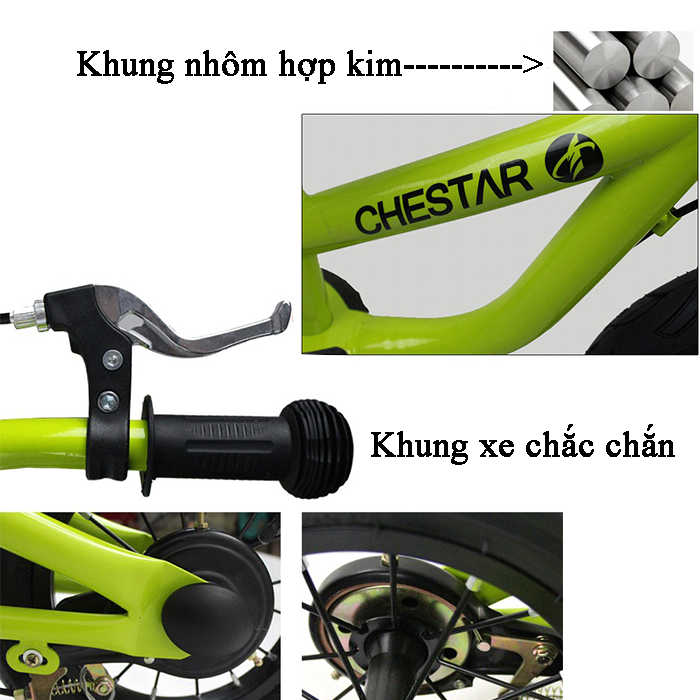 Khung nhôm hợp kim---------->
CHESTAR
Khung xe chắc chắn